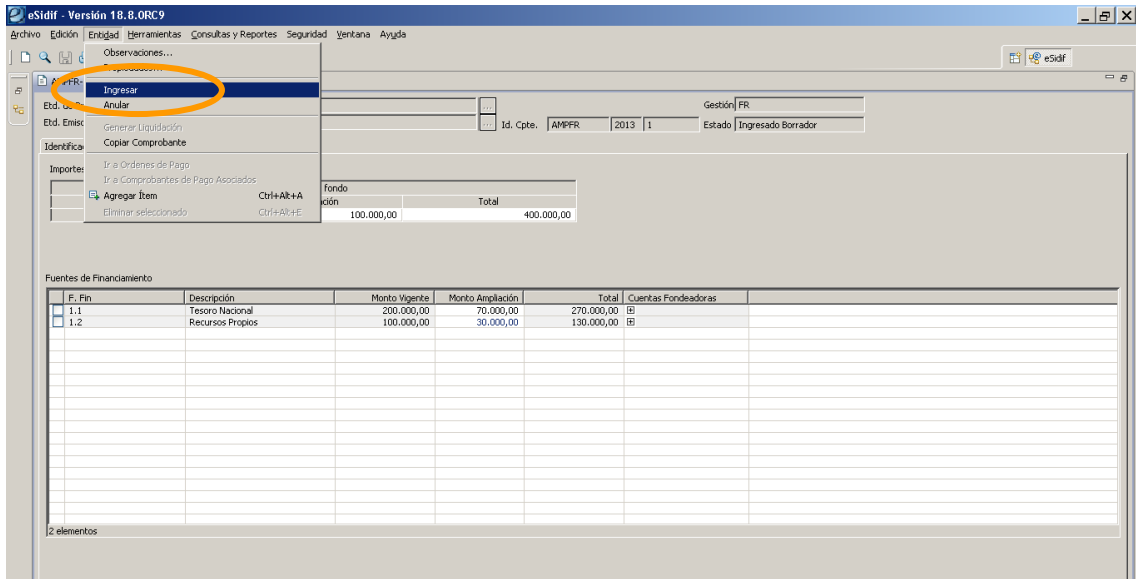 eSidif - Versión 18.8.0RC9
Archivo Edición Entidad Herramientas Consultas y Reportes Seguridad Ventana Ayuda
Observaciones...
eSidif
Ingresar
Anular
Gestión FR
Etd. Emiso
Id. Cpte. AMPFR 2013 1 Estado Ingresado Borrador
Generar Liquidación
Copiar Comprobante
Identifica
Ir a Ordenes de Pago
Importes
Ir a Comprobantes de Pago Asociados
fondo
Agregar Ítem Ctrl+Alt+A
ción Total
Eliminar seleccionado Ctrl+Alt+E
100.000,00 400.000,00
Fuentes de Financiamiento
F. Fin Descripción Monto Vigente Monto Ampliación Total Cuentas Fondeadoras
1.1 Tesoro Nacional 200.000,00 70.000,00 270.000,00
1.2 Recursos Propios 100.000,00 30.000,00 130.000,00
2 elementos